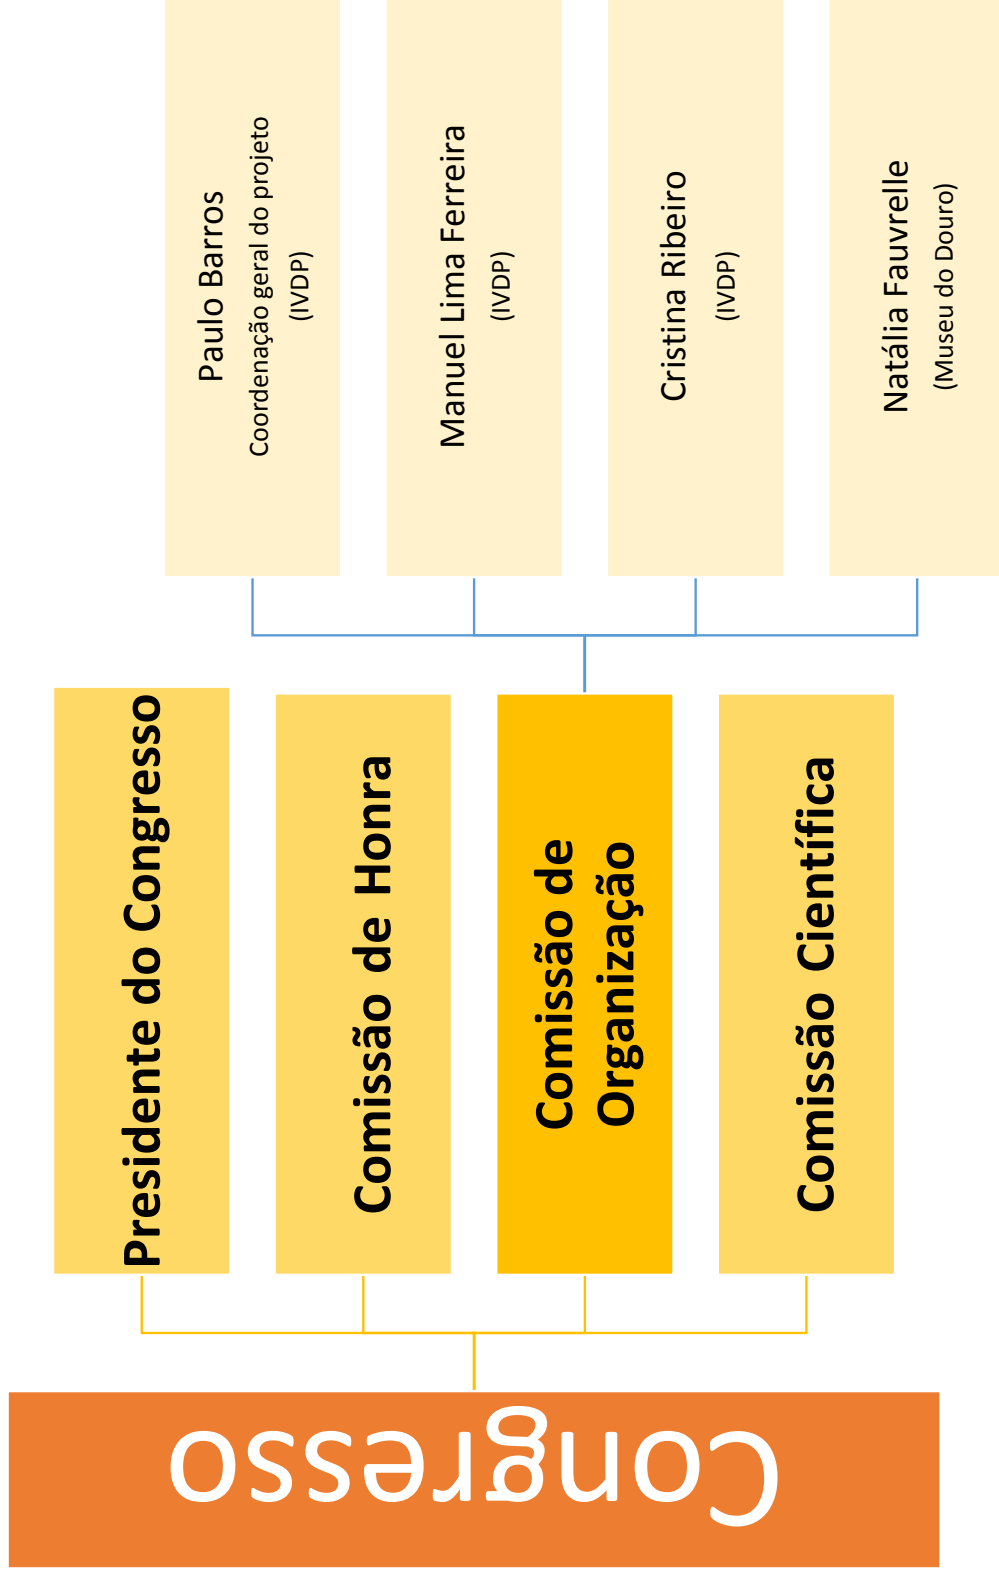 Congresso
Presidente do Congresso
Comissão de Honra
Comissão de
Organização
Paulo Barros
Coordenação geral do projeto
(IVDP)
Manuel Lima Ferreira
(IVDP)
Cristina Ribeiro
(IVDP)
Natália Fauvrelle
(Museu do Douro)
Comissão Científica